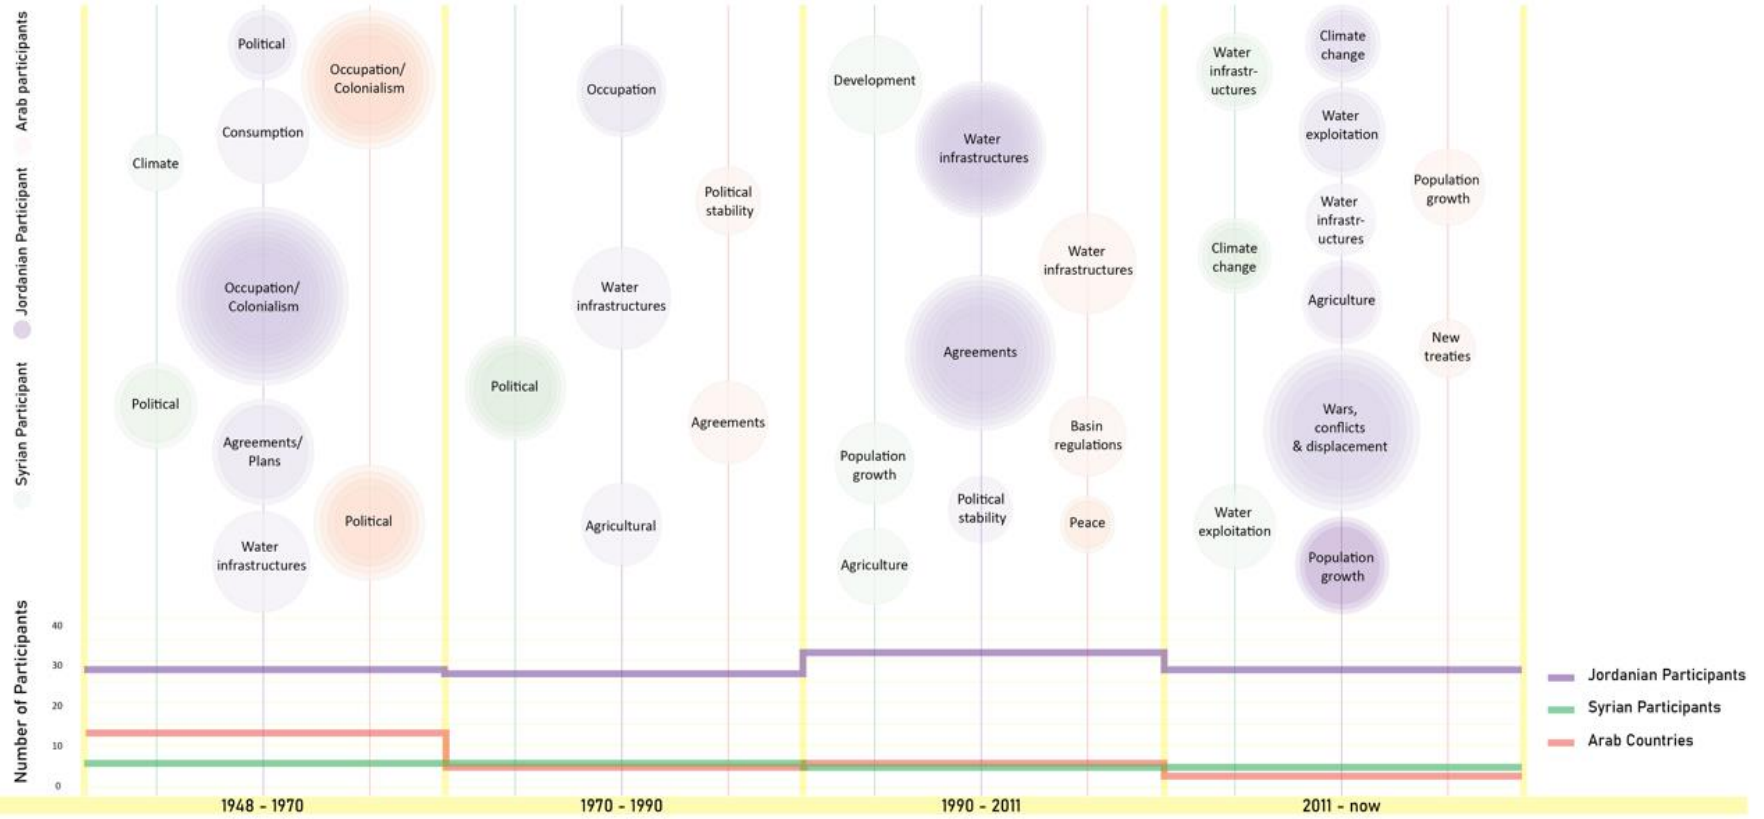 Arab participants
Jordanian Participant
Syrian Participant
Number of Participants
Political
Occupation/
Colonialism
Consumption
Climate
Occupation/
Colonialism
Political
Agreements/
Plans
Political
Water
infrastructures
Occupation
Political
stability
Water
infrastructures
Political
Agreements
Agricultural
Development
Water
infrastructures
Water
infrastructures
Agreements
Basin
regulations
Population
growth
Political
stability
Peace
Agriculture
Water
infrastr-
uctures
Climate
change
Water
exploitation
Population
growth
Water
infrastr-
uctures
Climate
change
Agriculture
New
treaties
Wars,
conflicts
& displacement
Water
exploitation
Population
growth
40
30
20
10
0
Jordanian Participants
Syrian Participants
Arab Countries
1948 - 1970
1970 - 1990
1990 - 2011
2011 - now